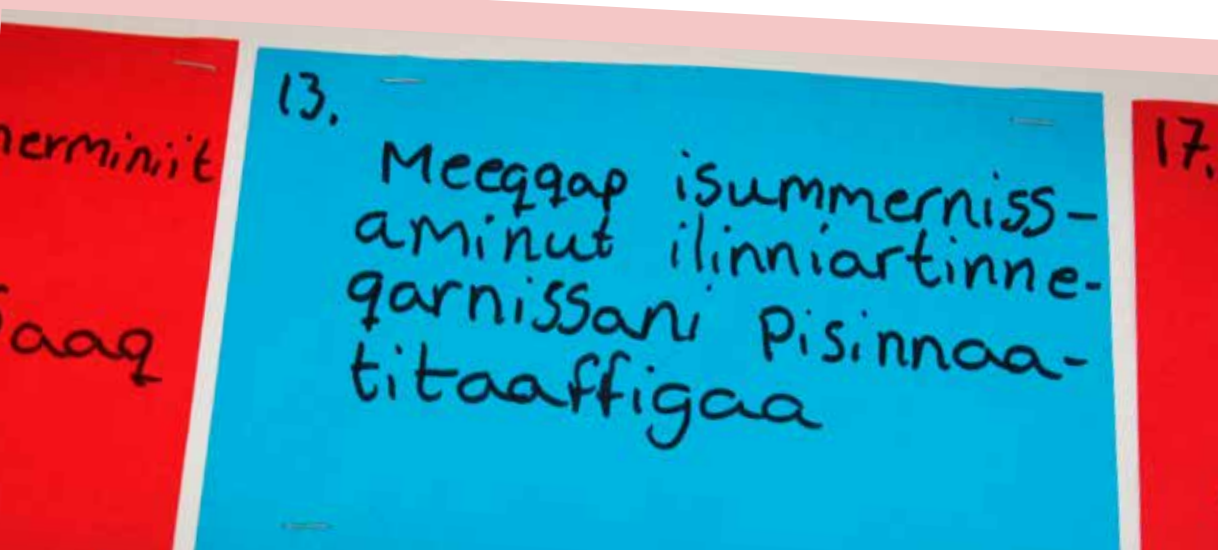 nerminiit
aaq
13.
Meeqqap isummerniss-
aminut ilinniartinne-
qarnissani pisinnaa-
titaaffigaa
17.